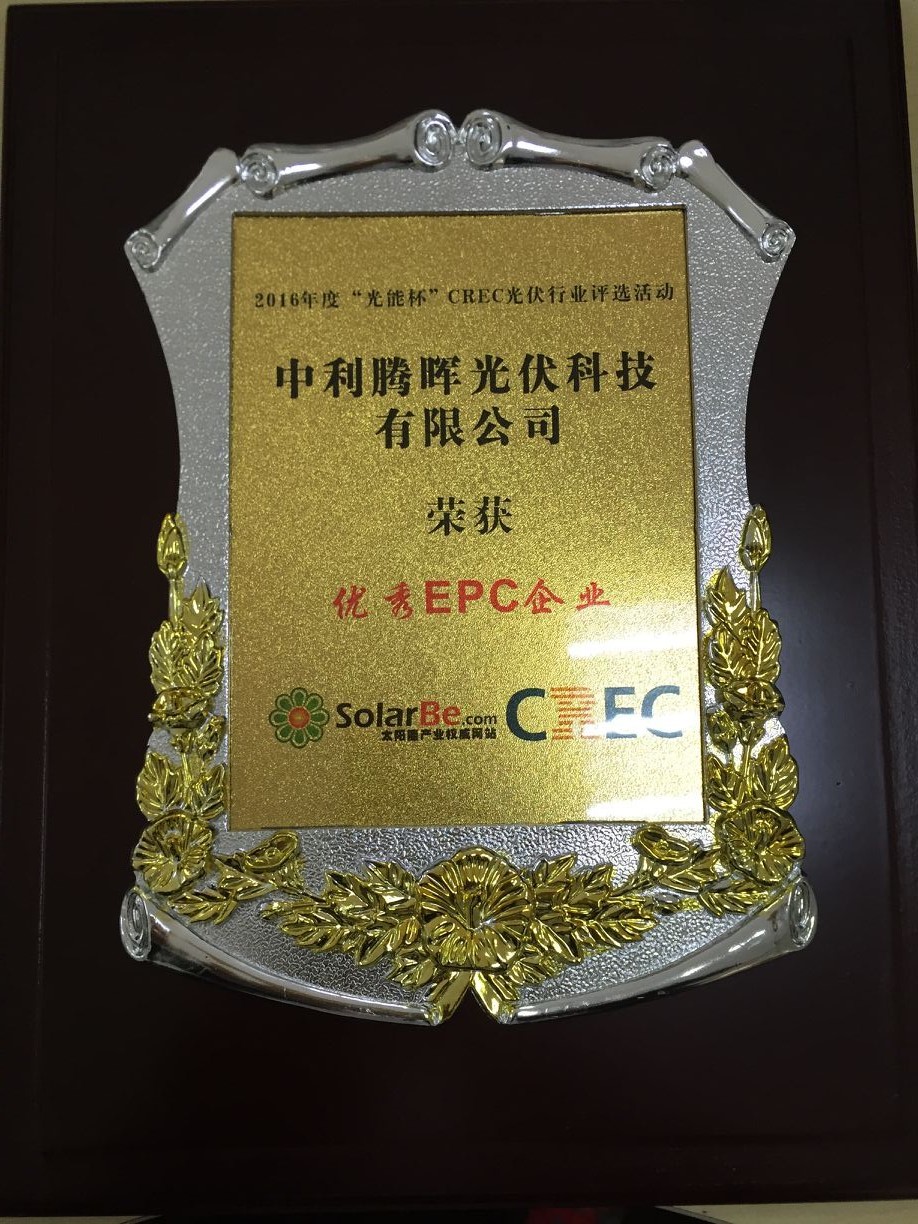 2016年度“光能杯”CREC光伏行业评选活动
中利腾晖光伏科技
有限公司
荣获
优秀EPC企业
SolarBe.com
太阳能产业权威网站
CREC